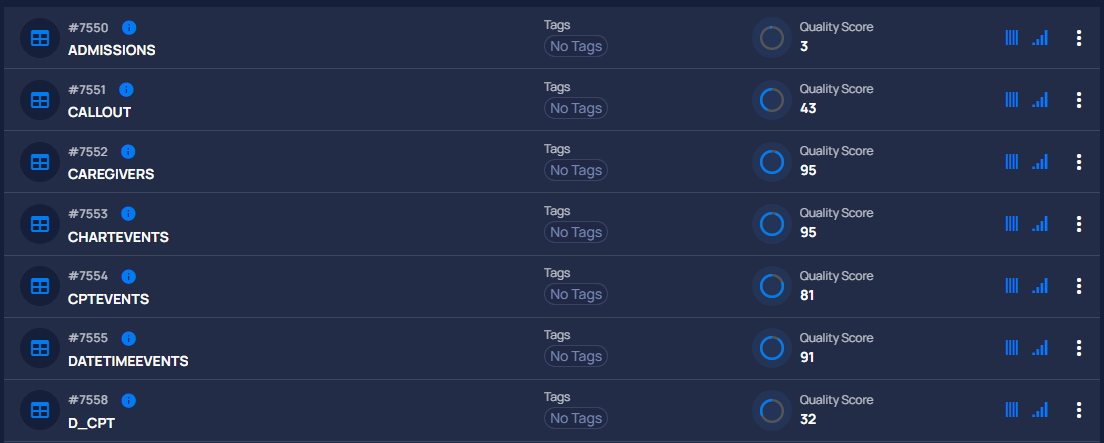 #7550
ADMISSIONS
Tags
No Tags
Quality Score
3
#7551
CALLOUT
Tags
No Tags
Quality Score
43
#7552
CAREGIVERS
Tags
No Tags
Quality Score
95
#7553
CHARTEVENTS
Tags
No Tags
Quality Score
95
#7554
CPTEVENTS
Tags
No Tags
Quality Score
81
#7555
DATETIMEEVENTS
Tags
No Tags
Quality Score
91
#7558
D_CPT
Tags
No Tags
Quality Score
32